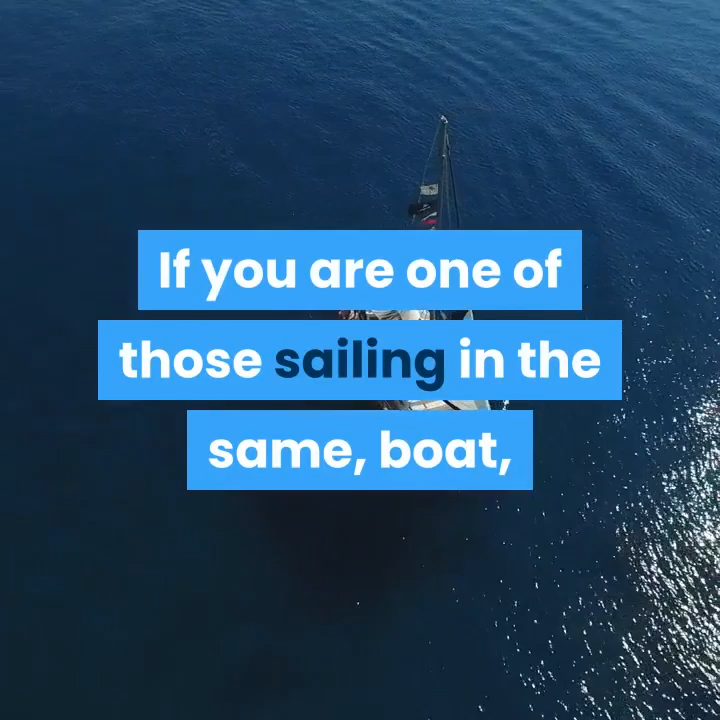 If you are one of
those sailing in the
same, boat,